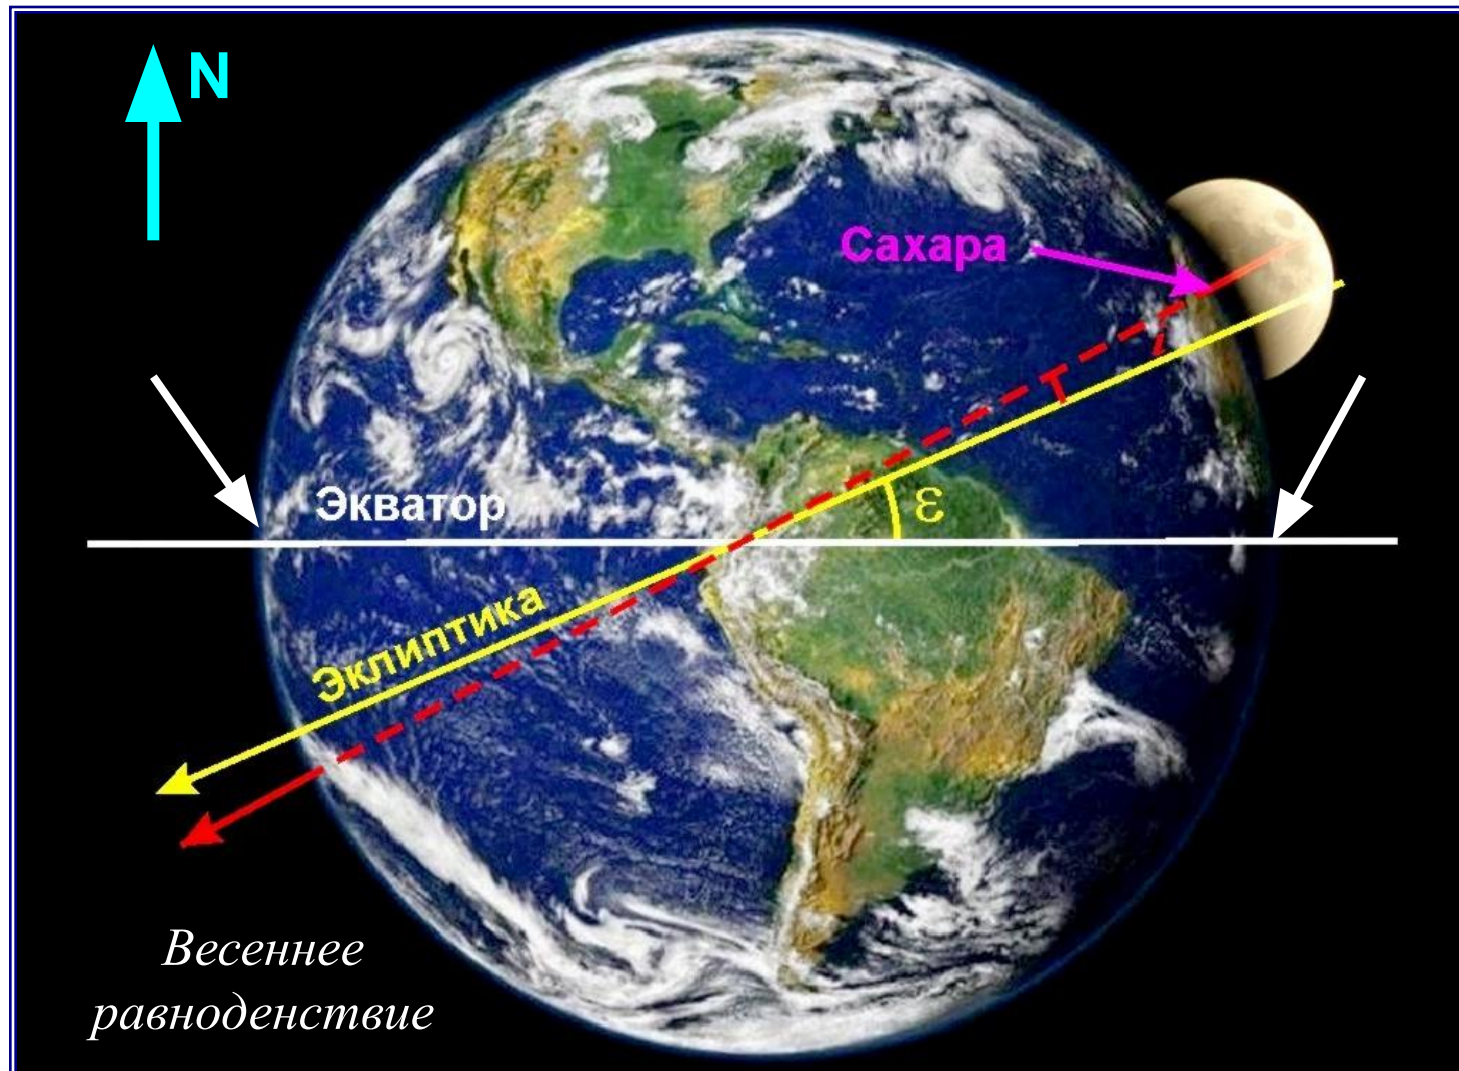 N
Сахара
ε
Экватор
Эклиптика
Весеннее
равноденствие